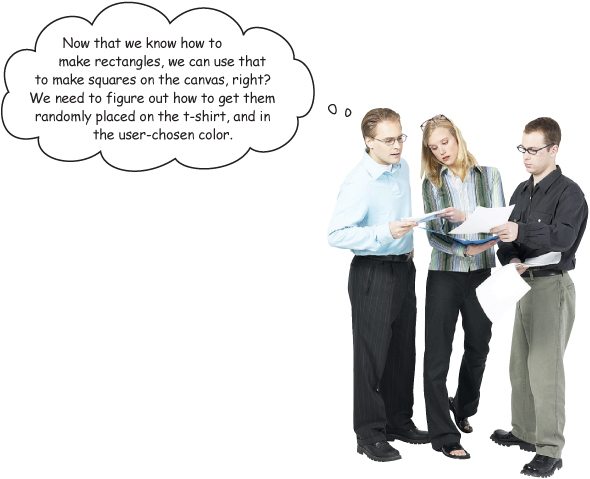 Now that we know how to
make rectangles, we can use that
to make squares on the canvas, right?
We need to figure out how to get them
randomly placed on the t-shirt, and in
the user-chosen color.